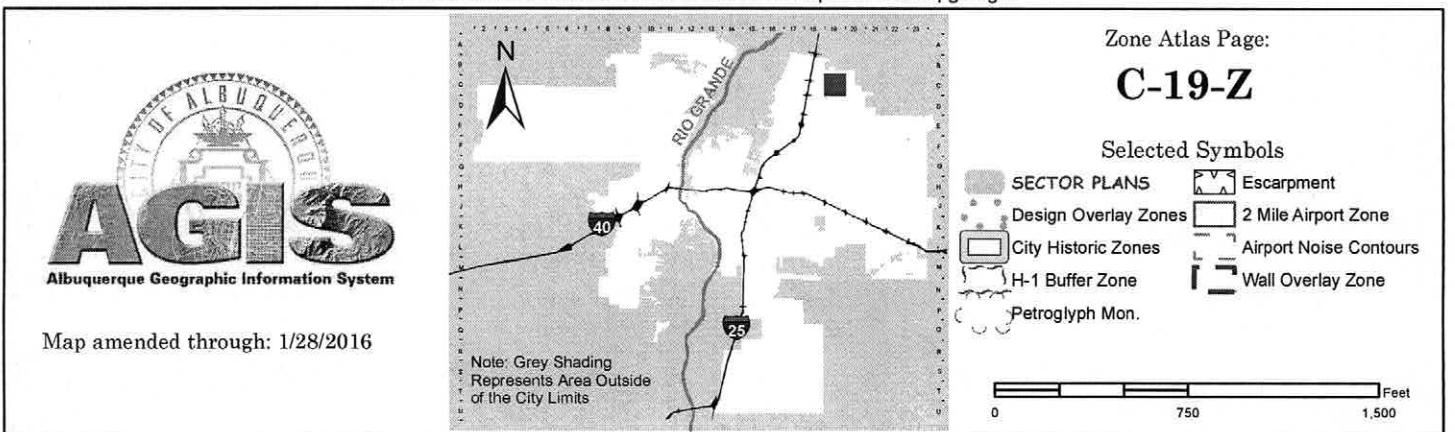 CITY OF ALBUQUERQUE
AGIS
Albuquerque Geographic Information System
Map amended through: 1/28/2016
N
RIO GRANDE
40
25
Note: Grey Shading
Represents Area Outside
of the City Limits
Zone Atlas Page:
C-19-Z
Selected Symbols
SECTOR PLANS
Design Overlay Zones
City Historic Zones
H-1 Buffer Zone
Petroglyph Mon.
Escarpment
2 Mile Airport Zone
Airport Noise Contours
Wall Overlay Zone
Feet
0 750 1,500